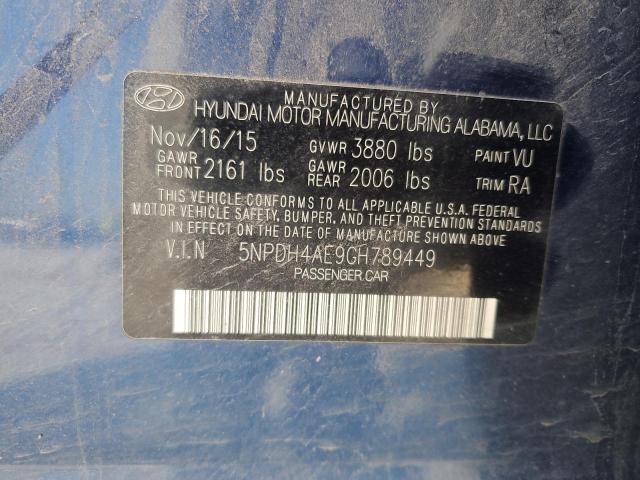 MANUFACTURED BY
HYUNDAI MOTOR MANUFACTURING ALABAMA, LLC
Nov/16/15 GVWR 3880 lbs PAINT VU
GAWR FRONT 2161 lbs GAWR REAR 2006 lbs TRIM RA
THIS VEHICLE CONFORMS TO ALL APPLICABLE U.S.A. FEDERAL
MOTOR VEHICLE SAFETY, BUMPER, AND THEFT PREVENTION
STANDARDS IN EFFECT ON THE DATE OF MANUFACTURE SHOWN ABOVE.
V.I.N 5NPDH4AE9GH789449
PASSENGER CAR